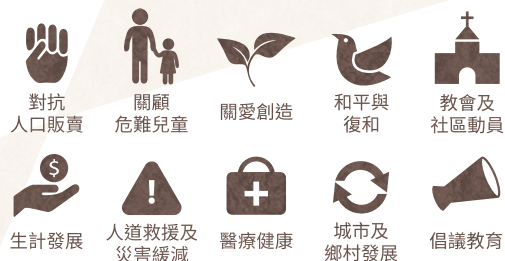 對抗
人口販賣
關顧
危難兒童
關愛創造
和平與
復和
教會及
社區動員
$
生計發展
!
人道救援及
災害緩減
醫療健康
城市及
鄉村發展
倡議教育